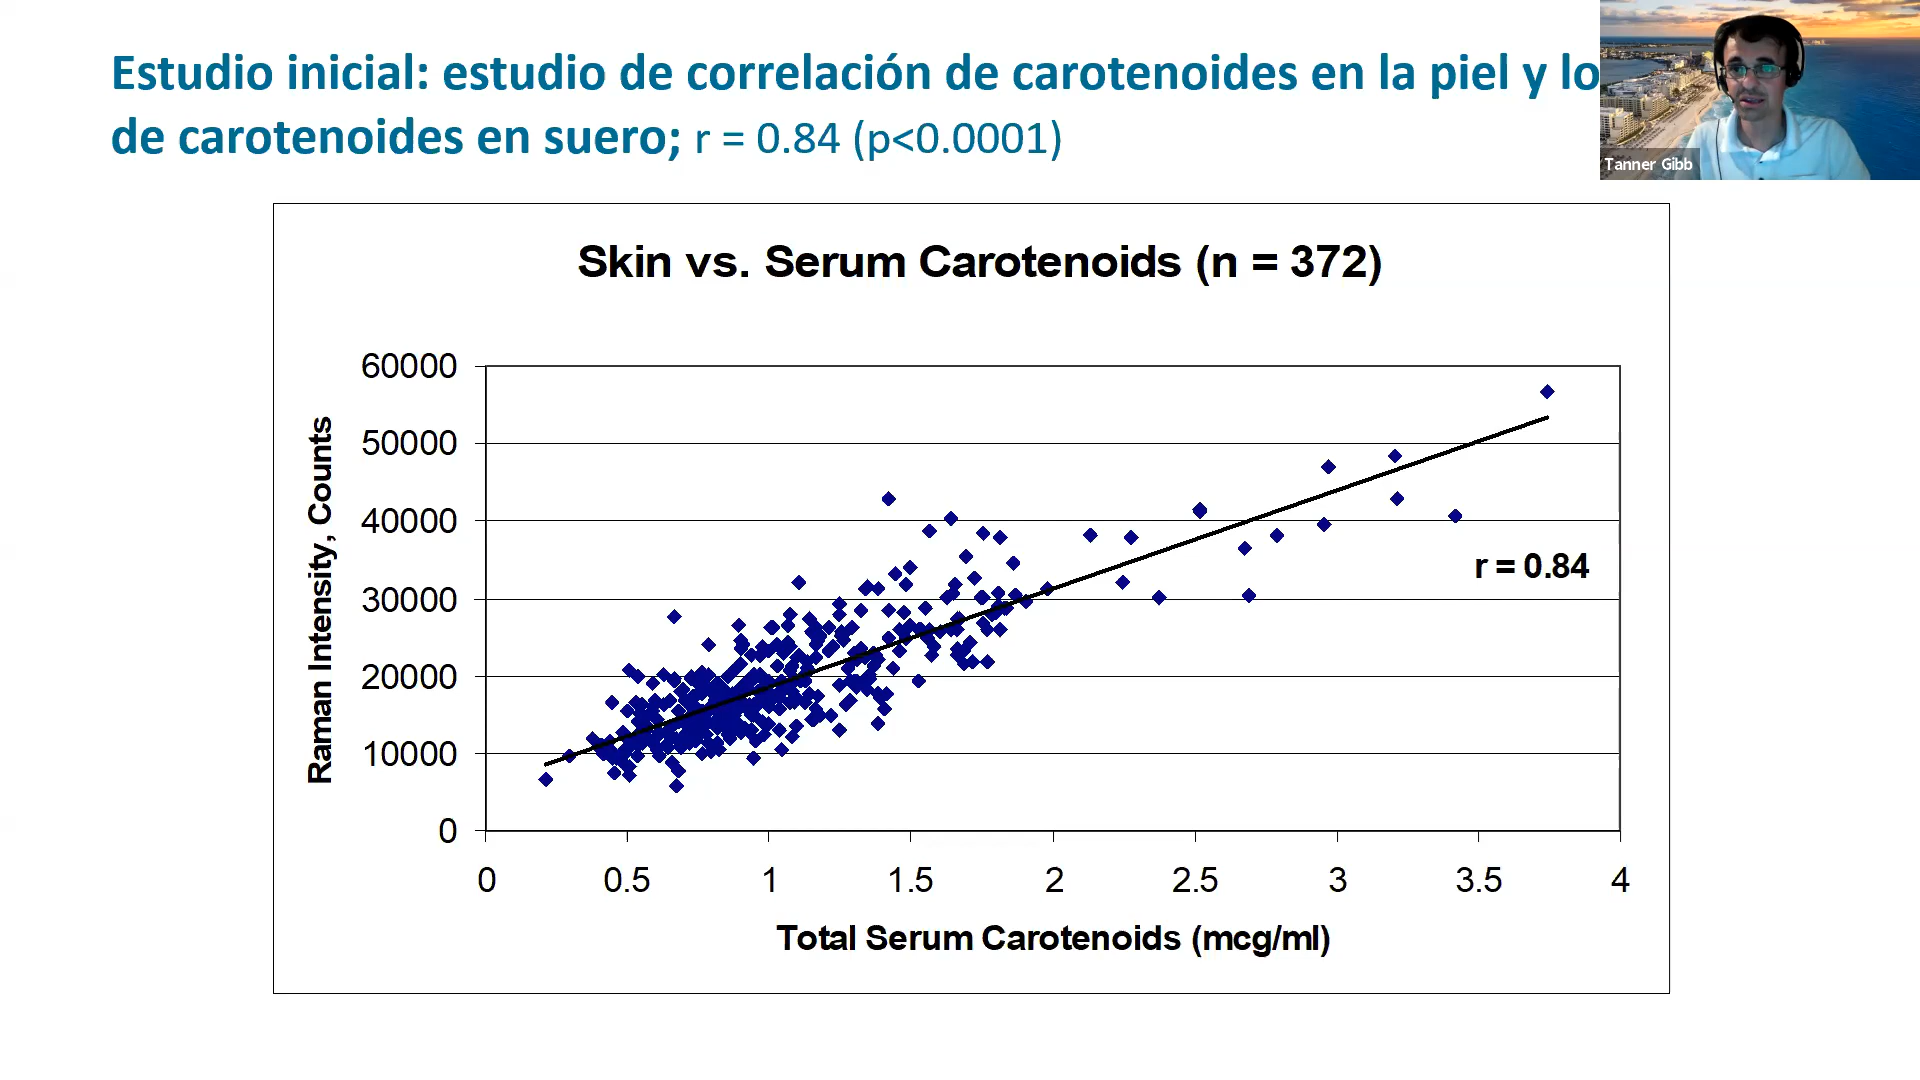 Estudio inicial: estudio de correlación de carotenoides en la piel y lo
de carotenoides en suero; r = 0.84 (p<0.0001)
Tanner Gibb
Skin vs. Serum Carotenoids (n = 372)
60000
50000
40000
30000
20000
10000
0
Raman Intensity, Counts
r = 0.84
0 0.5 1 1.5 2 2.5 3 3.5 4
Total Serum Carotenoids (mcg/ml)